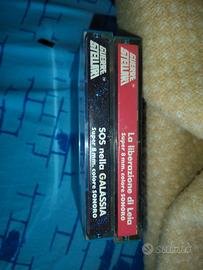 GUERRE
STELLARI
SOS nella GALASSIA
Super 8 mm. colore SONORO
GUERRE
STELLARI
La liberazione di Leia
Super 8 mm. colore SONORO
Subito